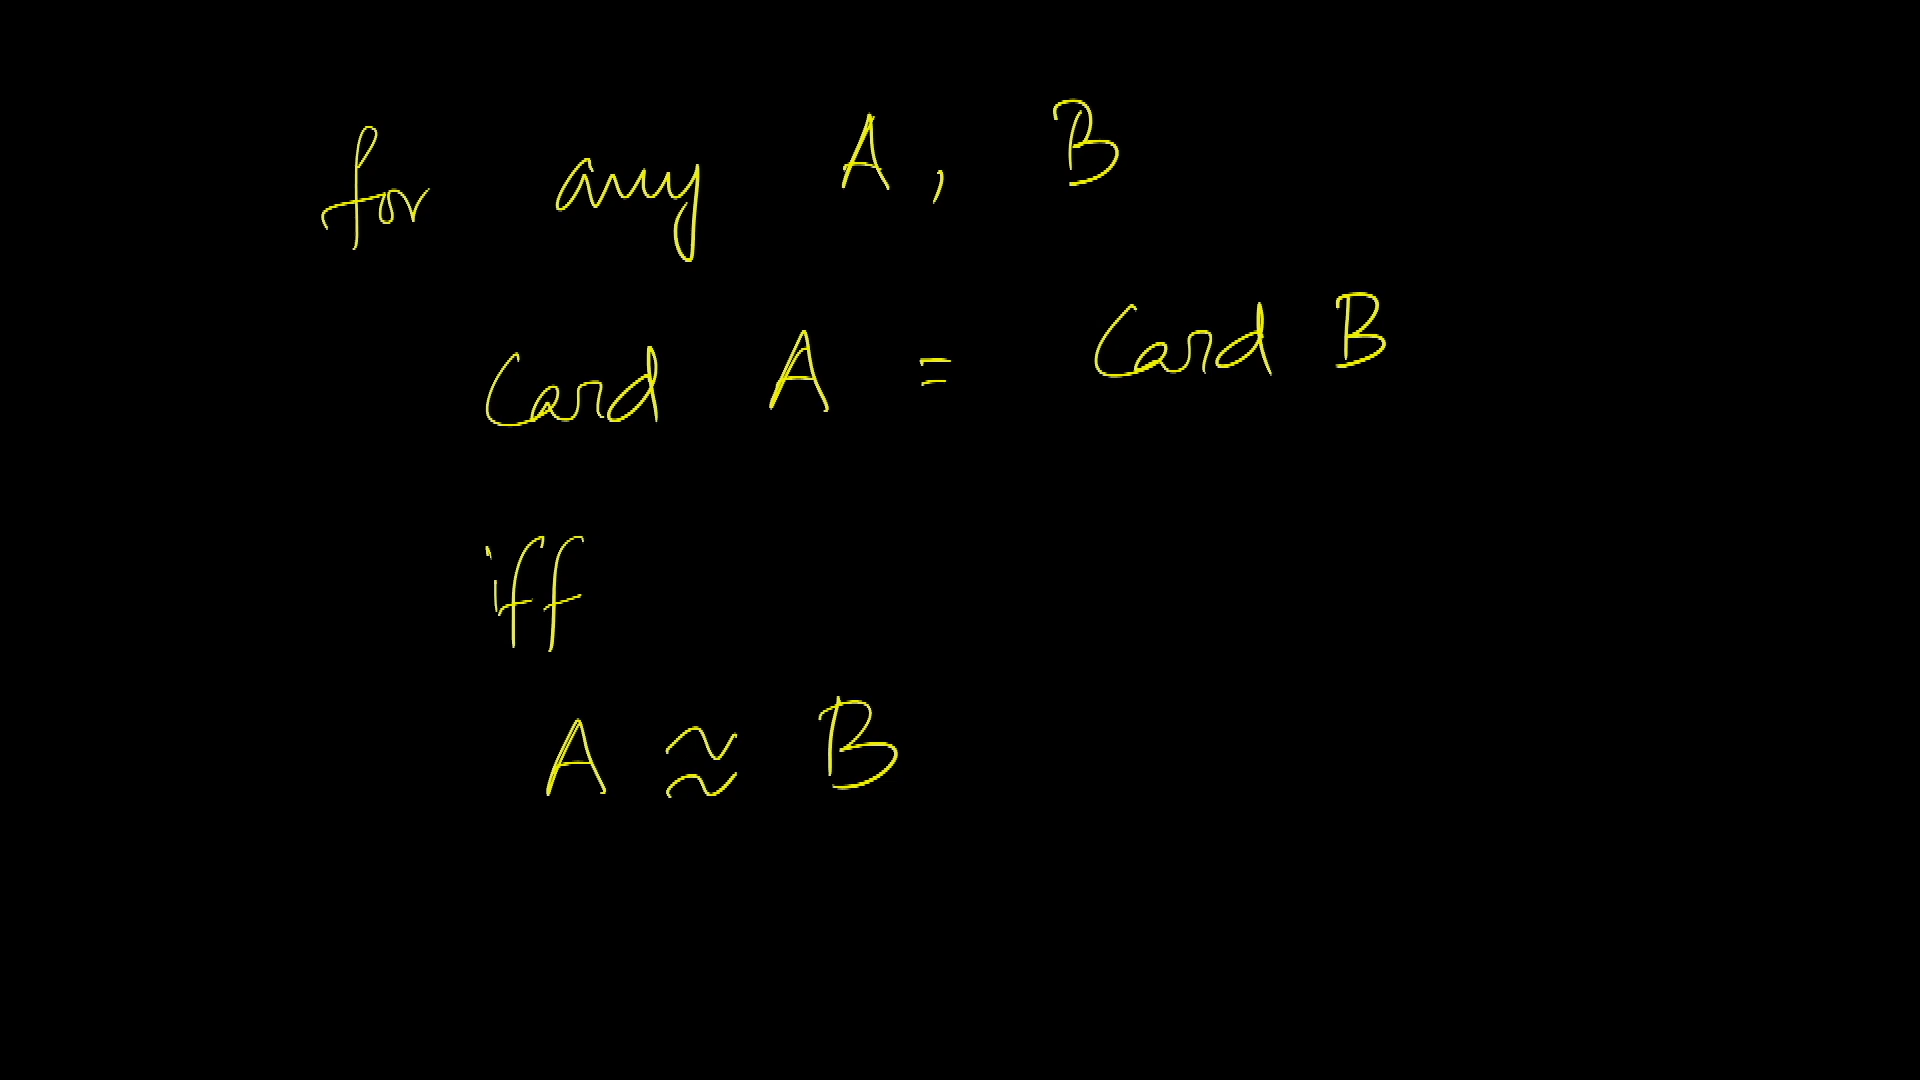 for any A, B
Card A = Card B
iff
A ≈ B